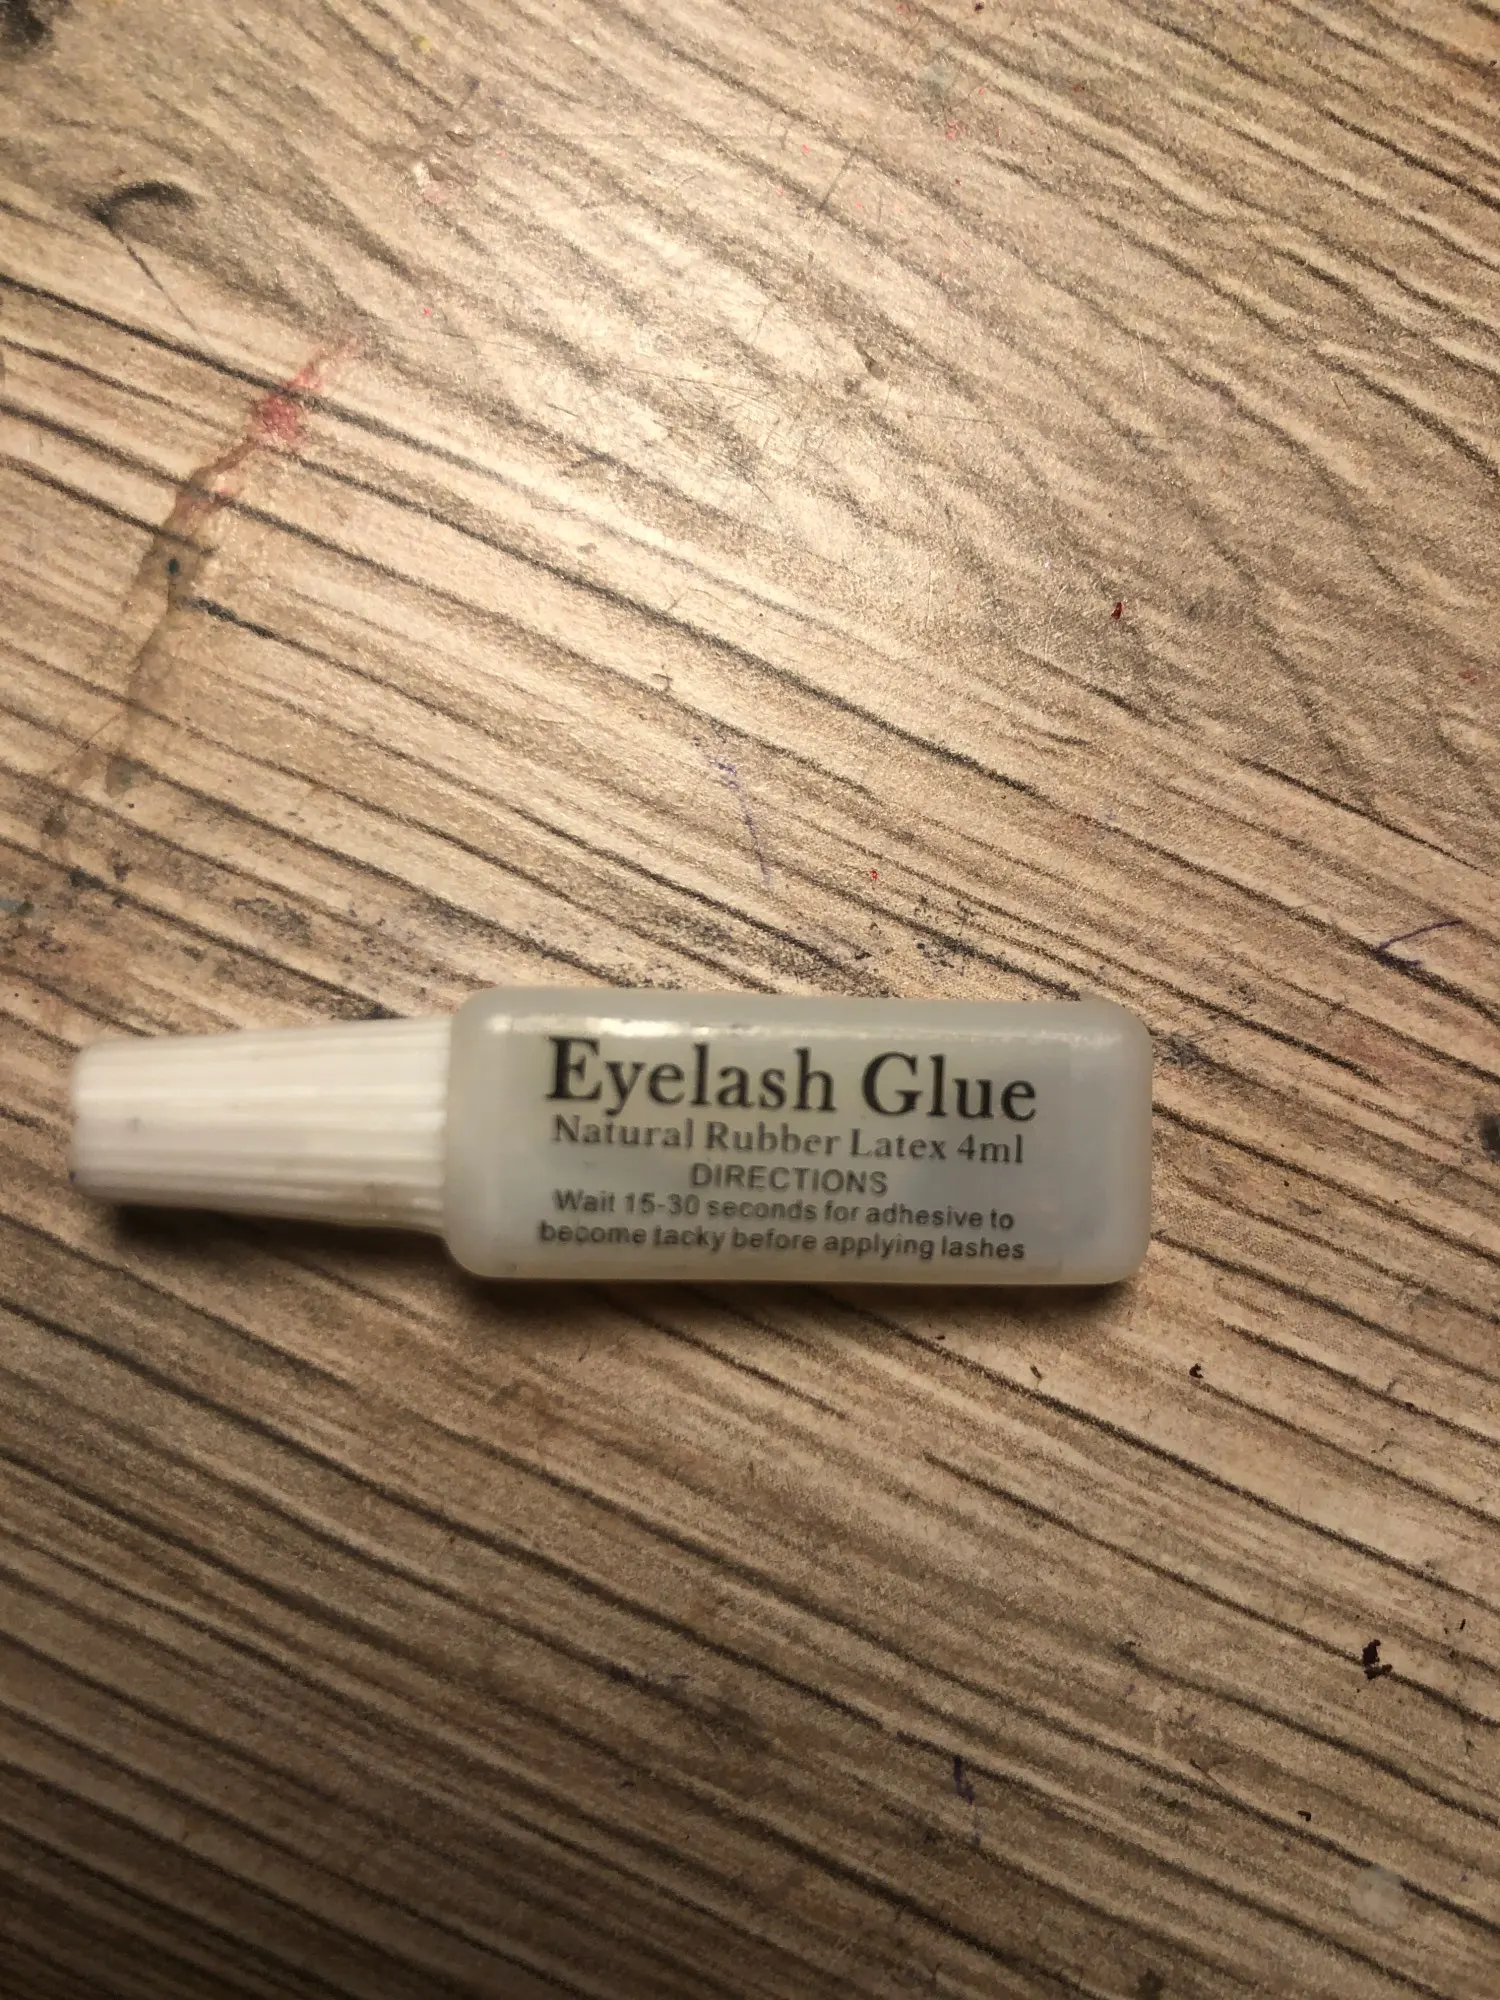 Eyelash Glue
Natural Rubber Latex 4ml
DIRECTIONS
Wait 15-30 seconds for adhesive to
become tacky before applying lashes